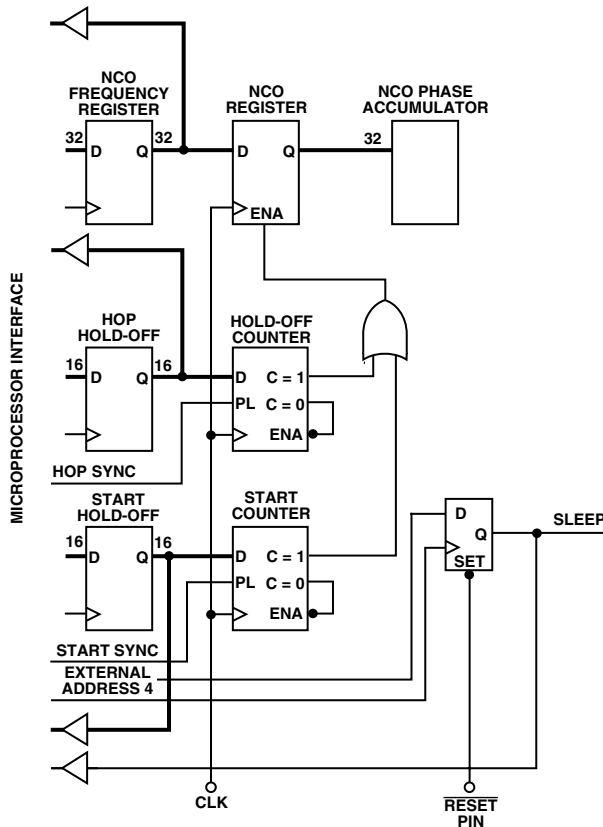 NCO
FREQUENCY
REGISTER
NCO
REGISTER
NCO PHASE
ACCUMULATOR
32
D
Q
32
D
Q
32
ENA
MICROPROCESSOR INTERFACE
HOP
HOLD-OFF
HOLD-OFF
COUNTER
16
D
Q
16
D
C = 1
PL
C = 0
ENA
HOP SYNC
START
HOLD-OFF
START
COUNTER
16
D
Q
16
D
C = 1
PL
C = 0
ENA
D
Q
SET
SLEEP
START SYNC
EXTERNAL
ADDRESS 4
CLK
RESET
PIN